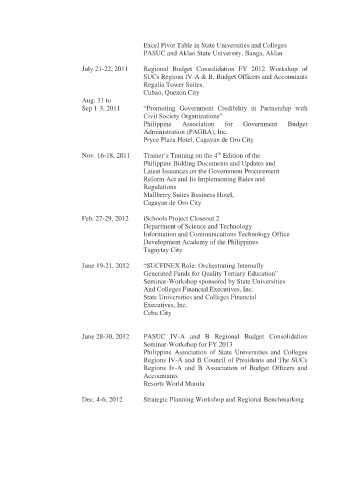 Excel Pivot Table in State Universities and Colleges
PASUC and Aklan State University, Banga, Aklan
July 21-22, 2011 Regional Budget Consolidation FY 2012 Workshop of
SUCs Regions IV-A & B, Budget Officers and Accountants
Regalia Tower Suites,
Cubao, Quezon City
Aug. 31 to
Sep 1-3, 2011 “Promoting Government Credibility in Partnership with
Civil Society Organizations”
Philippine Association for Government Budget
Administration (PAGBA), Inc.
Pryce Plaza Hotel, Cagayan de Oro City
Nov. 16-18, 2011 Trainer’s Training on the 4th Edition of the
Philippine Bidding Documents and Updates and
Latest Issuances on the Government Procurement
Reform Act and Its Implementing Rules and
Regulations
Mallberry Suites Business Hotel,
Cagayan de Oro City
Feb. 27-29, 2012 iSchools Project Closeout 2
Department of Science and Technology
Information and Communications Technology Office
Development Academy of the Philippines
Tagaytay City
June 19-21, 2012 “SUCFINEX Role: Orchestrating Internally
Generated Funds for Quality Tertiary Education”
Seminar-Workshop sponsored by State Universities
And Colleges Financial Executives, Inc.
State Universities and Colleges Financial
Executives, Inc.
Cebu City
June 28-30, 2012 PASUC IV-A and B Regional Budget Consolidation
Seminar-Workshop for FY 2013
Philippine Association of State Universities and Colleges
Regions IV-A and B Council of Presidents and The SUCs
Regions Iv-A and B Association of Budget Officers and
Accountants
Resorts World Manila
Dec. 4-6, 2012 Strategic Planning Workshop and Regional Benchmarking